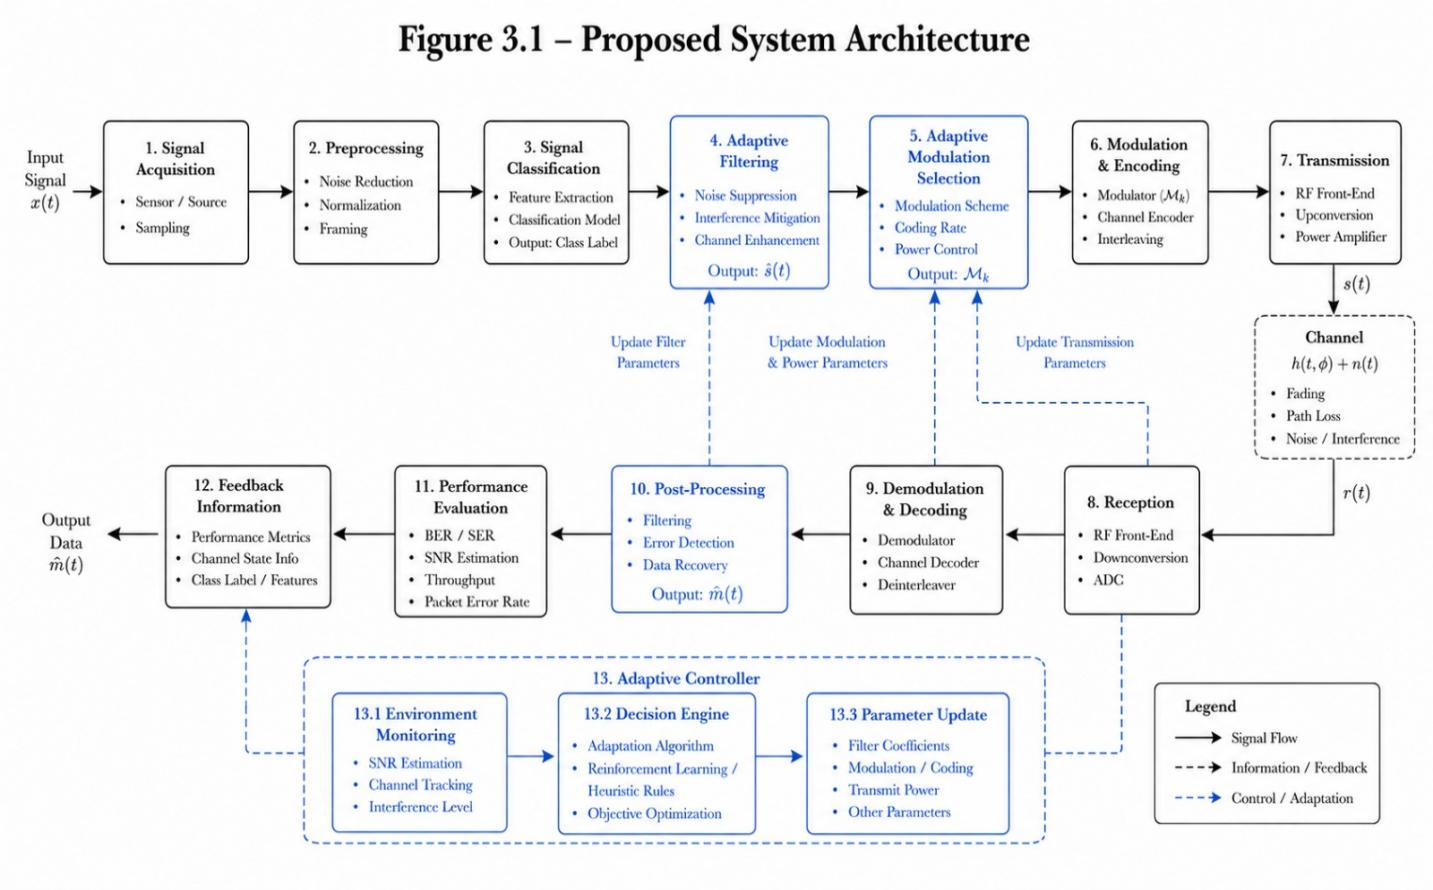 Figure 3.1 – Proposed System Architecture
Input
Signal
x(t)
1. Signal
Acquisition
• Sensor / Source
• Sampling
2. Preprocessing
• Noise Reduction
• Normalization
• Framing
3. Signal
Classification
• Feature Extraction
• Classification Model
• Output: Class Label
4. Adaptive
Filtering
• Noise Suppression
• Interference Mitigation
• Channel Enhancement
Output: ŝ(t)
5. Adaptive
Modulation
Selection
• Modulation Scheme
• Coding Rate
• Power Control
Output: ℳₖ
6. Modulation
& Encoding
• Modulator (ℳₖ)
• Channel Encoder
• Interleaving
7. Transmission
• RF Front-End
• Upconversion
• Power Amplifier
s(t)
Update Filter
Parameters
Update Modulation
& Power Parameters
Update Transmission
Parameters
Channel
h(t, ϕ) + n(t)
• Fading
• Path Loss
• Noise / Interference
r(t)
Output
Data
m̂(t)
12. Feedback
Information
• Performance Metrics
• Channel State Info
• Class Label / Features
11. Performance
Evaluation
• BER / SER
• SNR Estimation
• Throughput
• Packet Error Rate
10. Post-Processing
• Filtering
• Error Detection
• Data Recovery
Output: m̂(t)
9. Demodulation
& Decoding
• Demodulator
• Channel Decoder
• Deinterleaver
8. Reception
• RF Front-End
• Downconversion
• ADC
13. Adaptive Controller
13.1 Environment
Monitoring
• SNR Estimation
• Channel Tracking
• Interference Level
13.2 Decision Engine
• Adaptation Algorithm
• Reinforcement Learning /
Heuristic Rules
• Objective Optimization
13.3 Parameter Update
• Filter Coefficients
• Modulation / Coding
• Transmit Power
• Other Parameters
Legend
Signal Flow
Information / Feedback
Control / Adaptation